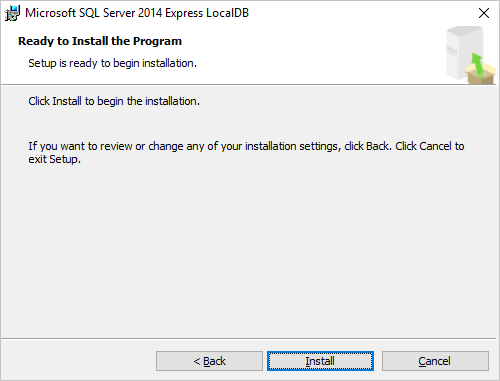 Microsoft SQL Server 2014 Express LocalDB
Ready to Install the Program
Setup is ready to begin installation.
Click Install to begin the installation.
If you want to review or change any of your installation settings, click Back. Click Cancel to
exit Setup.
< Back
Install
Cancel